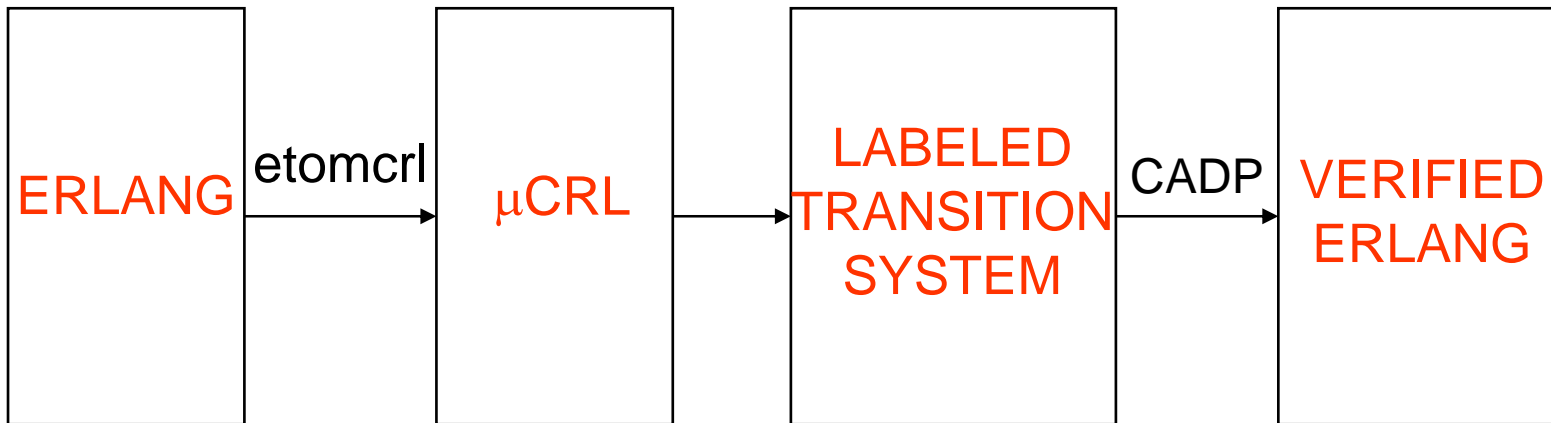 ERLANG
etomcrl
μCRL
LABELED
TRANSITION
SYSTEM
CADP
VERIFIED
ERLANG